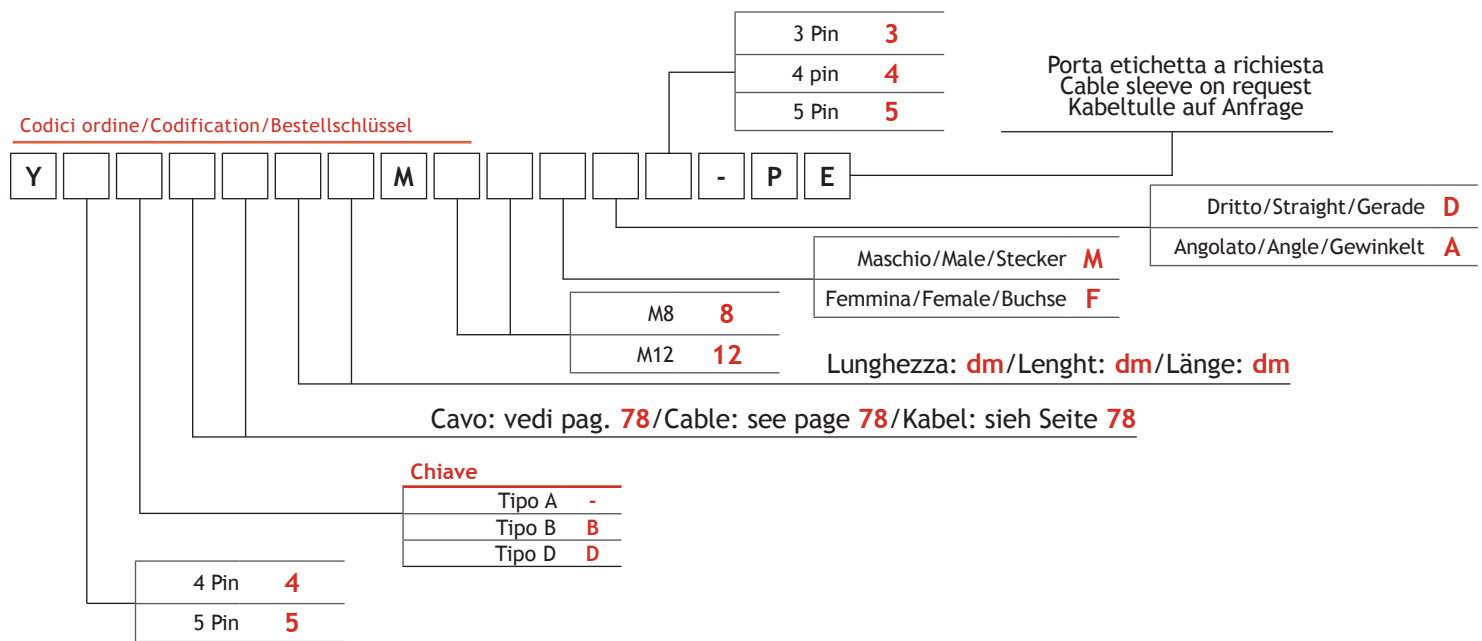 3 Pin 3
4 pin 4
5 Pin 5
Porta etichetta a richiesta
Cable sleeve on request
Kabeltulle auf Anfrage
Codici ordine/Codification/Bestellschlüssel
Y M - P E
Dritto/Straight/Gerade D
Angolato/Angle/Gewinkelt A
Maschio/Male/Stecker M
Femmina/Female/Buchse F
M8 8
M12 12
Lunghezza: dm/Lenght: dm/Länge: dm
Cavo: vedi pag. 78/Cable: see page 78/Kabel: sieh Seite 78
Chiave
Tipo A -
Tipo B B
Tipo D D
4 Pin 4
5 Pin 5